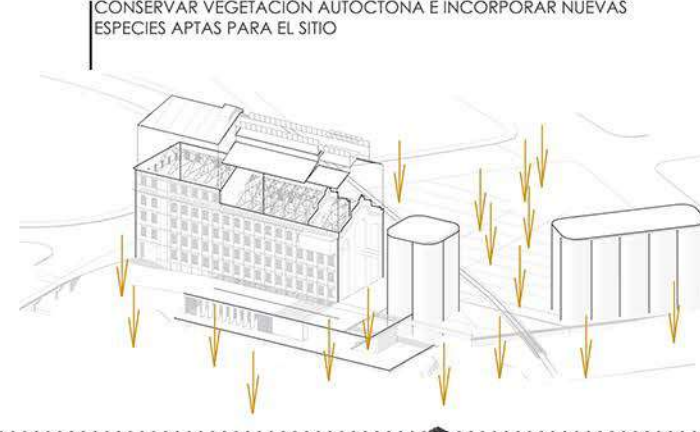 CONSERVAR VEGETACIÓN AUTÓCTONA E INCORPORAR NUEVAS
ESPECIES APTAS PARA EL SITIO